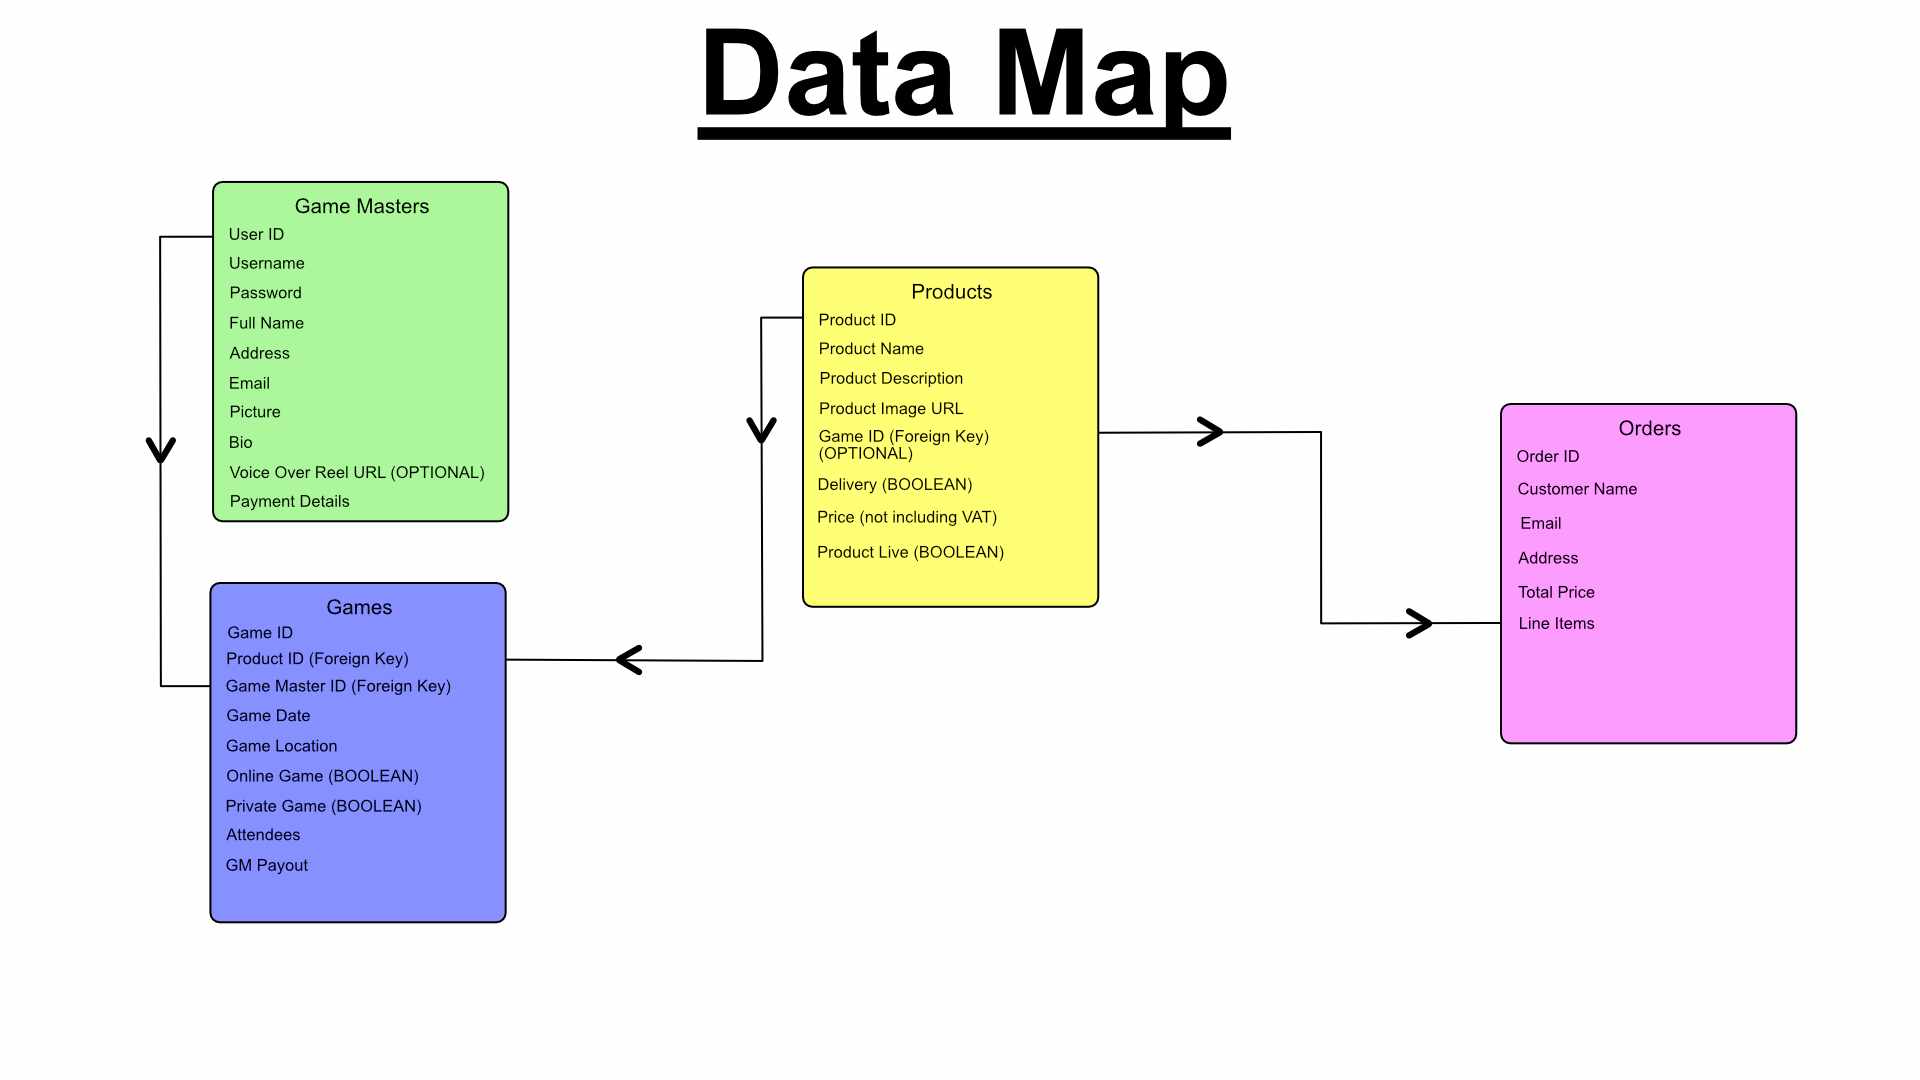 Data Map
Game Masters
User ID
Username
Password
Full Name
Address
Email
Picture
Bio
Voice Over Reel URL (OPTIONAL)
Payment Details
Games
Game ID
Product ID (Foreign Key)
Game Master ID (Foreign Key)
Game Date
Game Location
Online Game (BOOLEAN)
Private Game (BOOLEAN)
Attendees
GM Payout
Products
Product ID
Product Name
Product Description
Product Image URL
Game ID (Foreign Key)
(OPTIONAL)
Delivery (BOOLEAN)
Price (not including VAT)
Product Live (BOOLEAN)
Orders
Order ID
Customer Name
Email
Address
Total Price
Line Items